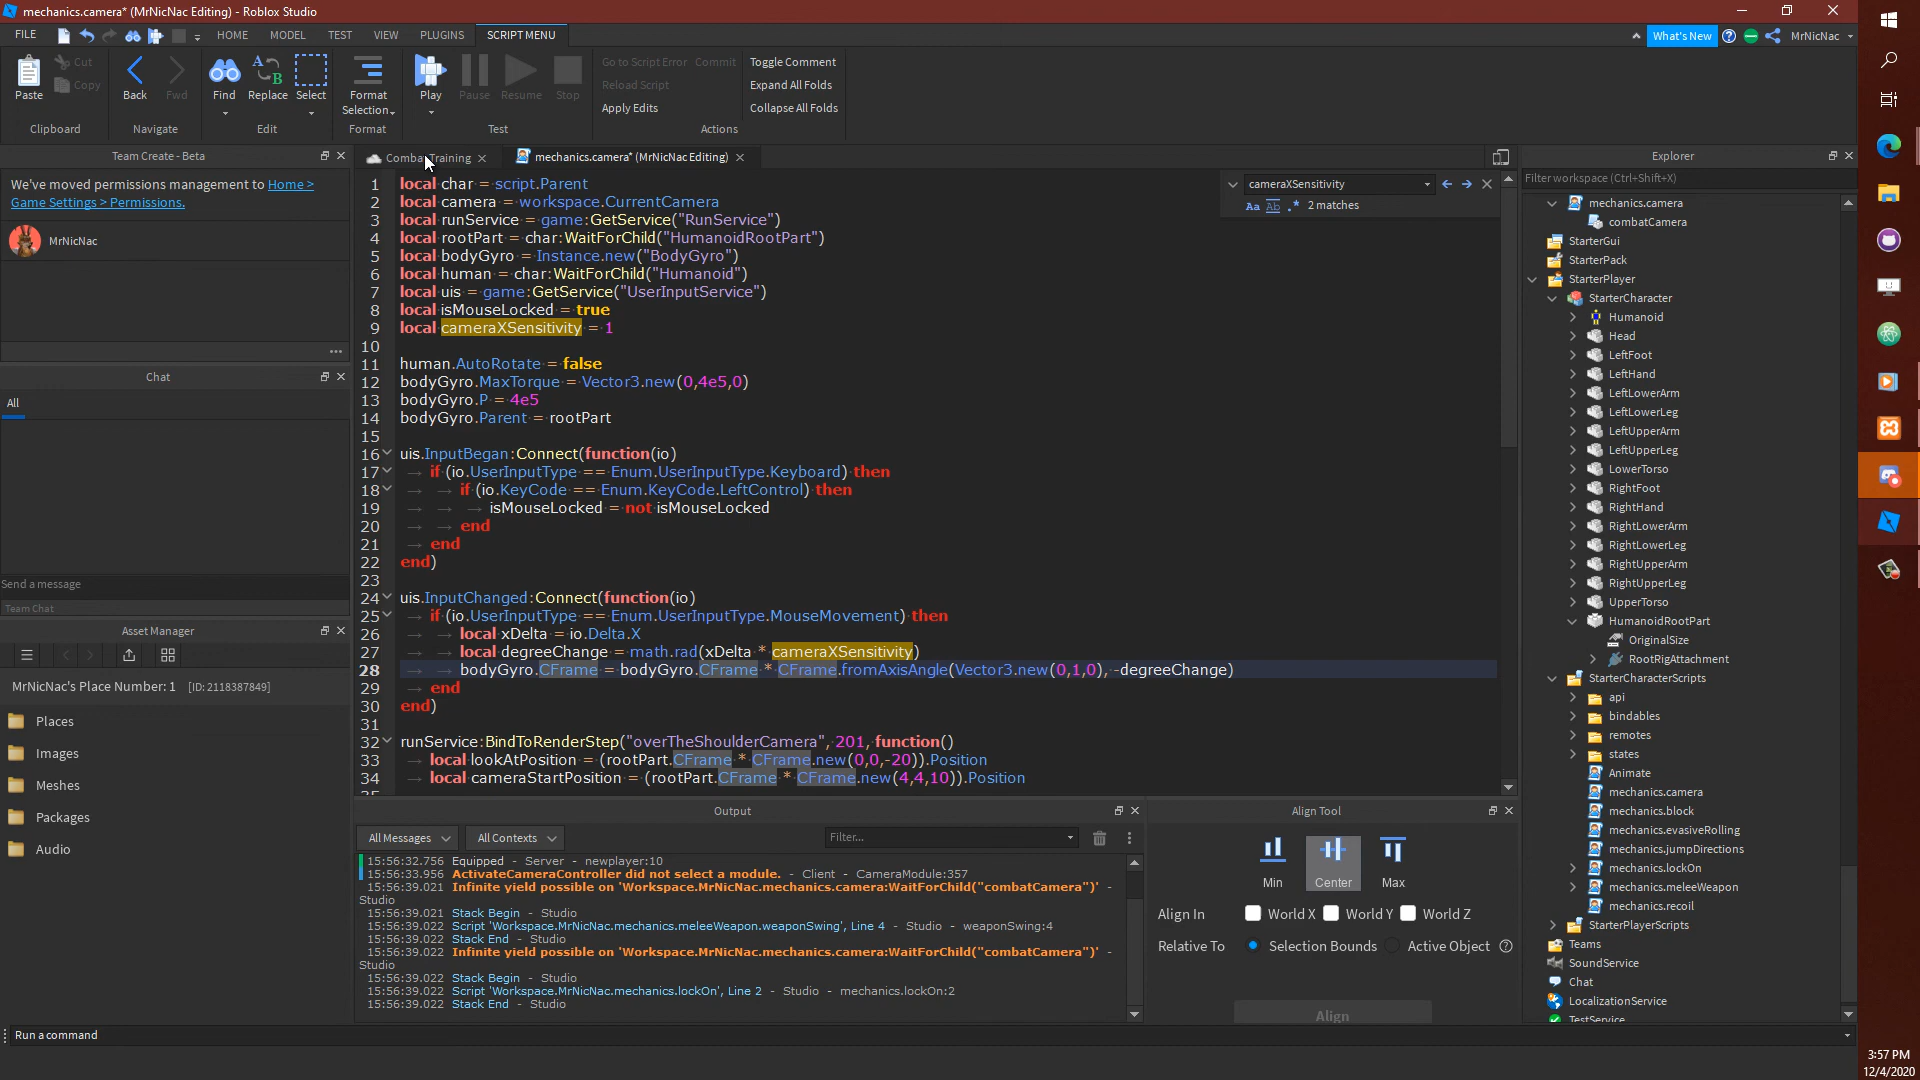 mechanics.camera* (MrNicNac Editing) - Roblox Studio
FILE HOME MODEL TEST VIEW PLUGINS SCRIPT MENU What's New MrNicNac
Paste Cut Copy
Clipboard
Back Fwd
Navigate
Find Replace Select
Edit
Format Selection
Format
Play Pause Resume Stop
Test
Go to Script Error Commit
Reload Script
Apply Edits
Toggle Comment
Expand All Folds
Collapse All Folds
Actions
Team Create - Beta
We've moved permissions management to Home >
Game Settings > Permissions.
MrNicNac
Chat
All
Send a message
Team Chat
Asset Manager
MrNicNac's Place Number: 1 [ID: 2118387849]
Places
Images
Meshes
Packages
Audio
Combat Training
mechanics.camera* (MrNicNac Editing)
cameraXSensitivity
Aa Ab .* 2 matches
1 local char = script.Parent
2 local camera = workspace.CurrentCamera
3 local runService = game:GetService("RunService")
4 local rootPart = char:WaitForChild("HumanoidRootPart")
5 local bodyGyro = Instance.new("BodyGyro")
6 local human = char:WaitForChild("Humanoid")
7 local uis = game:GetService("UserInputService")
8 local isMouseLocked = true
9 local cameraXSensitivity = 1
10
11 human.AutoRotate = false
12 bodyGyro.MaxTorque = Vector3.new(0,4e5,0)
13 bodyGyro.P = 4e5
14 bodyGyro.Parent = rootPart
15
16 uis.InputBegan:Connect(function(io)
17 if (io.UserInputType == Enum.UserInputType.Keyboard) then
18 if (io.KeyCode == Enum.KeyCode.LeftControl) then
19 isMouseLocked = not isMouseLocked
20 end
21 end
22 end)
23
24 uis.InputChanged:Connect(function(io)
25 if (io.UserInputType == Enum.UserInputType.MouseMovement) then
26 local xDelta = io.Delta.X
27 local degreeChange = math.rad(xDelta * cameraXSensitivity)
28 bodyGyro.CFrame = bodyGyro.CFrame * CFrame.fromAxisAngle(Vector3.new(0,1,0), -degreeChange)
29 end
30 end)
31
32 runService:BindToRenderStep("overTheShoulderCamera", 201, function()
33 local lookAtPosition = (rootPart.CFrame * CFrame.new(0,0,-20)).Position
34 local cameraStartPosition = (rootPart.CFrame * CFrame.new(4,4,10)).Position
Output
All Messages All Contexts Filter...
15:56:32.756 Equipped - Server - newplayer:10
15:56:33.956 ActivateCameraController did not select a module. - Client - CameraModule:357
15:56:39.021 Infinite yield possible on 'Workspace.MrNicNac.mechanics.camera:WaitForChild("combatCamera")' -
Studio
15:56:39.021 Stack Begin - Studio
15:56:39.022 Script 'Workspace.MrNicNac.mechanics.meleeWeapon.weaponSwing', Line 4 - Studio - weaponSwing:4
15:56:39.022 Stack End - Studio
15:56:39.022 Infinite yield possible on 'Workspace.MrNicNac.mechanics.camera:WaitForChild("combatCamera")' -
Studio
15:56:39.022 Stack Begin - Studio
15:56:39.022 Script 'Workspace.MrNicNac.mechanics.lockOn', Line 2 - Studio - mechanics.lockOn:2
15:56:39.022 Stack End - Studio
Align Tool
Min Center Max
Align In World X World Y World Z
Relative To Selection Bounds Active Object
Align
Explorer
Filter workspace (Ctrl+Shift+X)
mechanics.camera
combatCamera
StarterGui
StarterPack
StarterPlayer
StarterCharacter
Humanoid
Head
LeftFoot
LeftHand
LeftLowerArm
LeftLowerLeg
LeftUpperArm
LeftUpperLeg
LowerTorso
RightFoot
RightHand
RightLowerArm
RightLowerLeg
RightUpperArm
RightUpperLeg
UpperTorso
HumanoidRootPart
OriginalSize
RootRigAttachment
StarterCharacterScripts
api
bindables
remotes
states
Animate
mechanics.camera
mechanics.block
mechanics.evasiveRolling
mechanics.jumpDirections
mechanics.lockOn
mechanics.meleeWeapon
mechanics.recoil
StarterPlayerScripts
Teams
SoundService
Chat
LocalizationService
TestService
Run a command
3:57 PM
12/4/2020